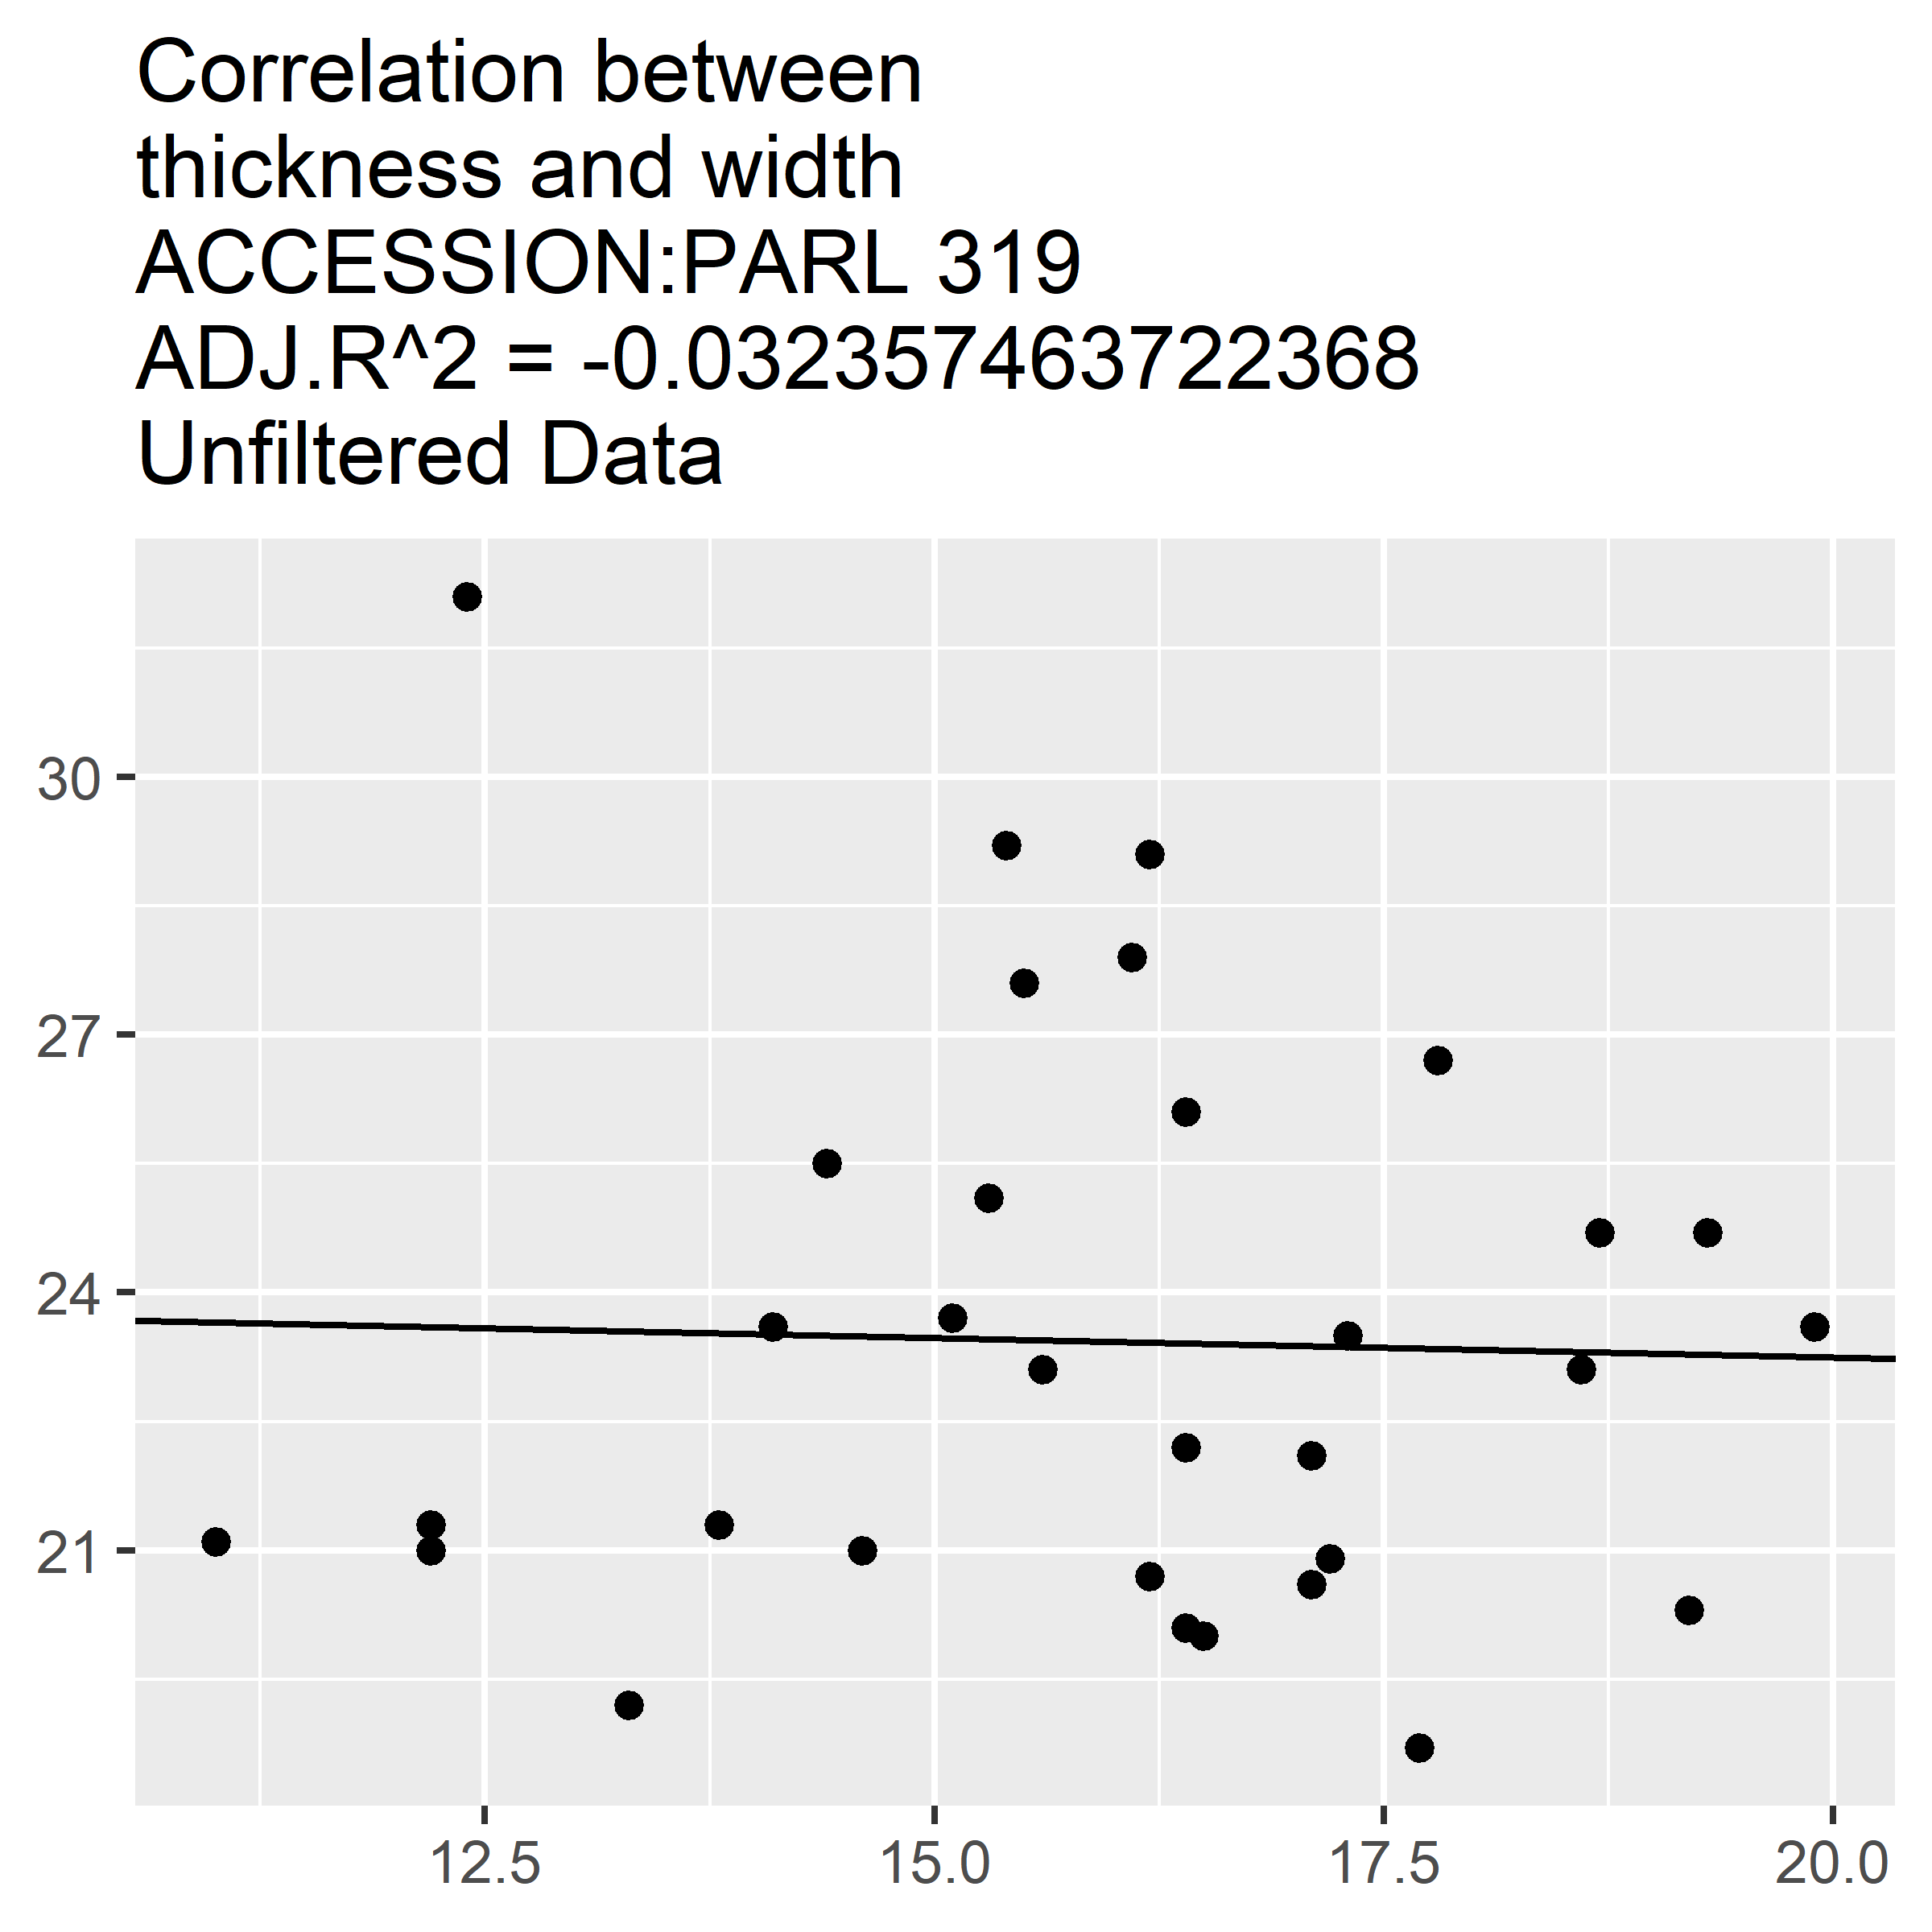 Correlation between
thickness and width
ACCESSION:PARL 319
ADJ.R^2 = -0.032357463722368
Unfiltered Data
30
27
24
21
12.5 15.0 17.5 20.0